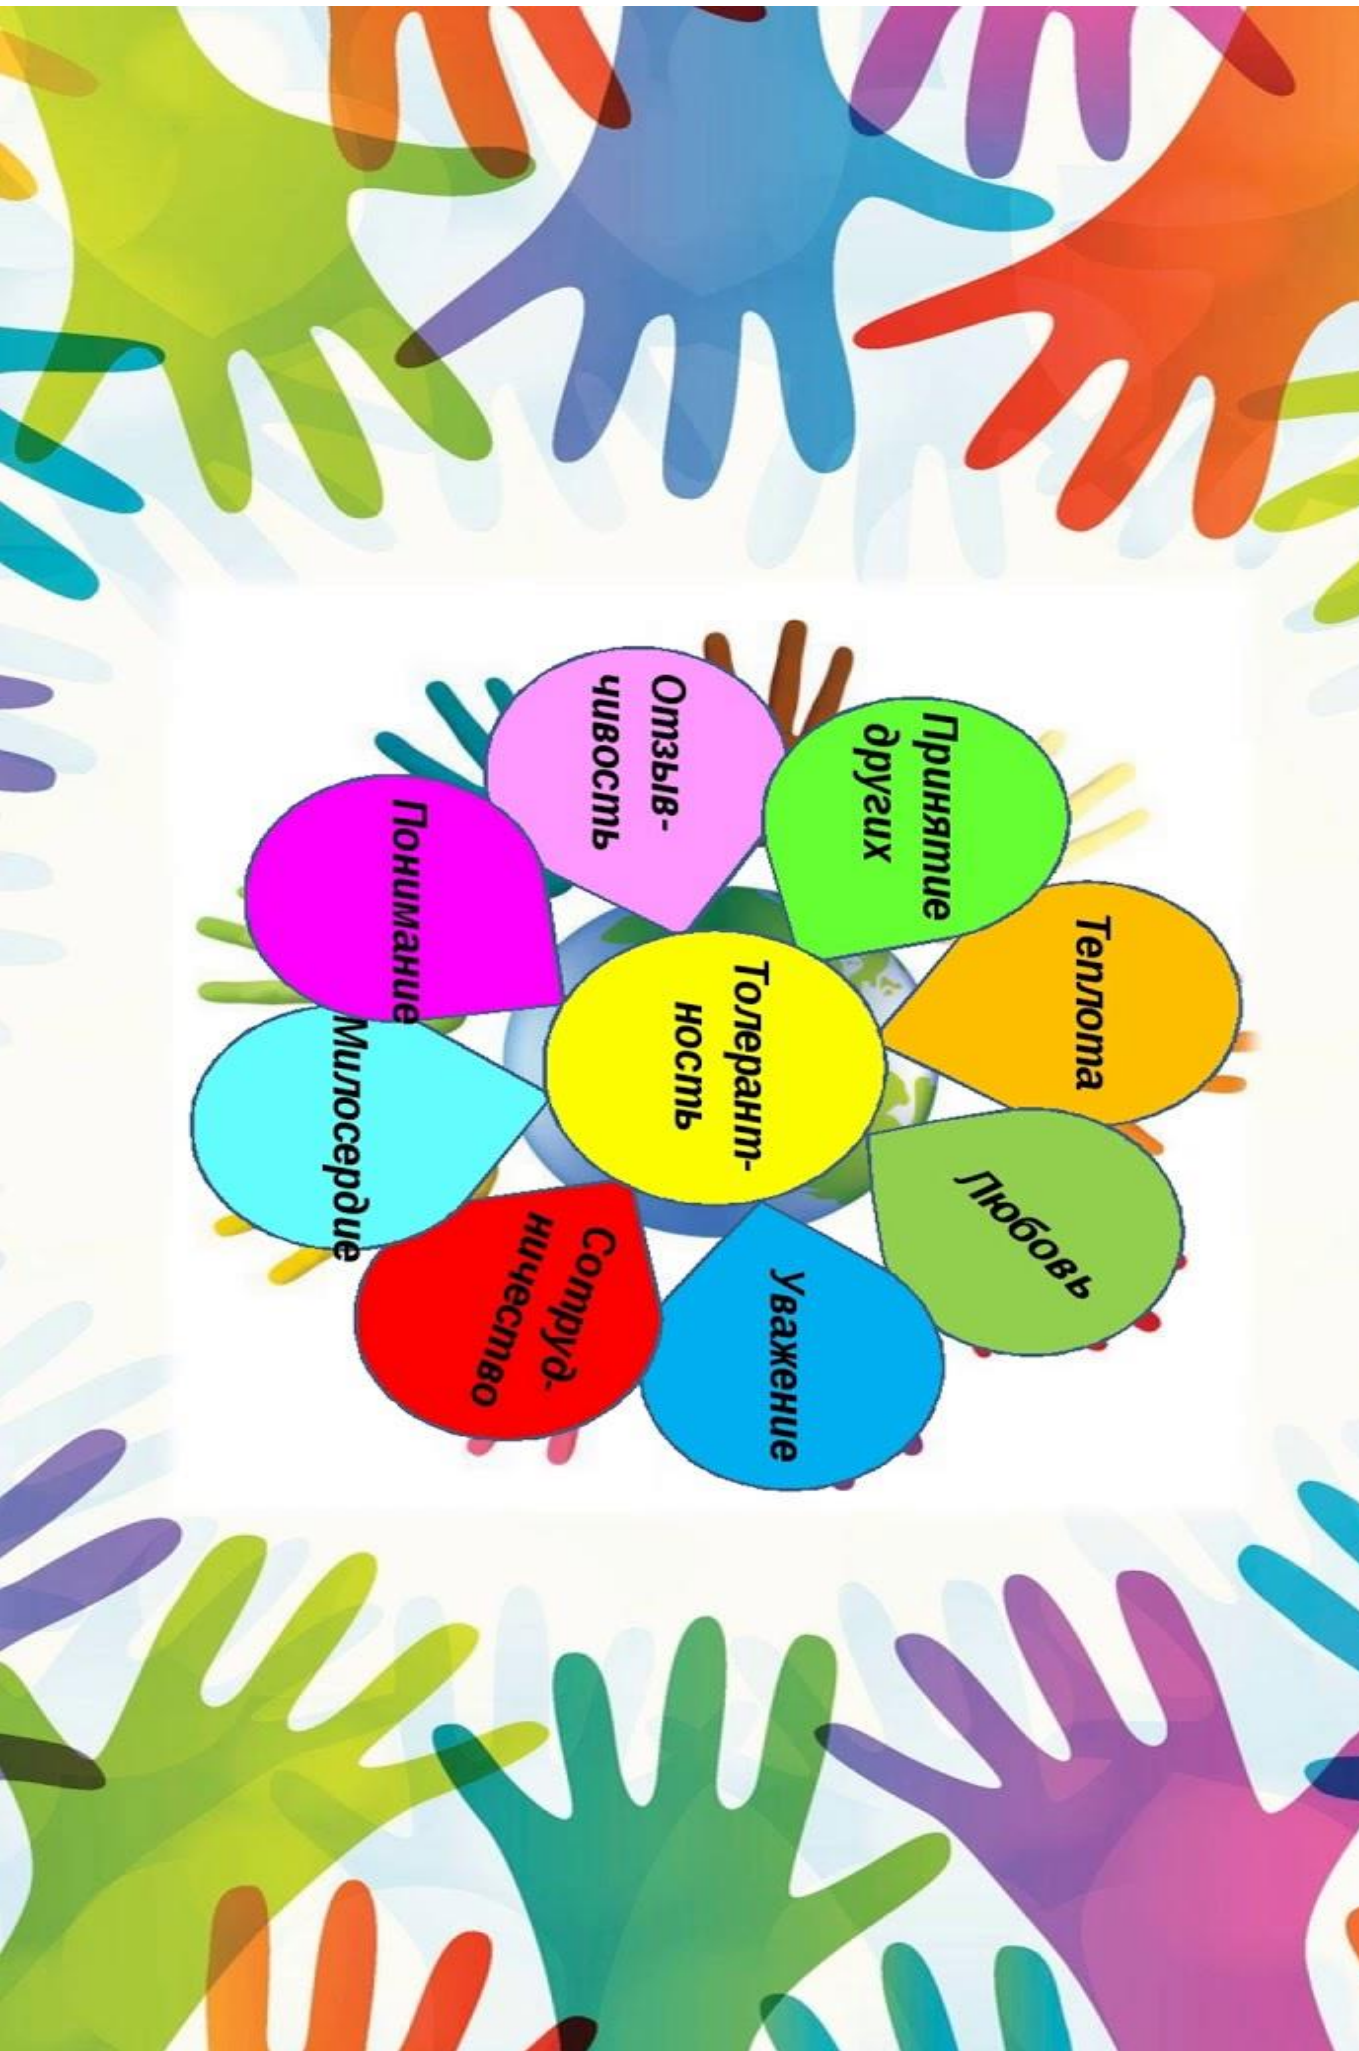 Теплота
Принятие
других
Любовь
Отзыв-
чивость
Толерант-
ность
Уважение
Понимание
Сотруд-
ничество
Милосердие